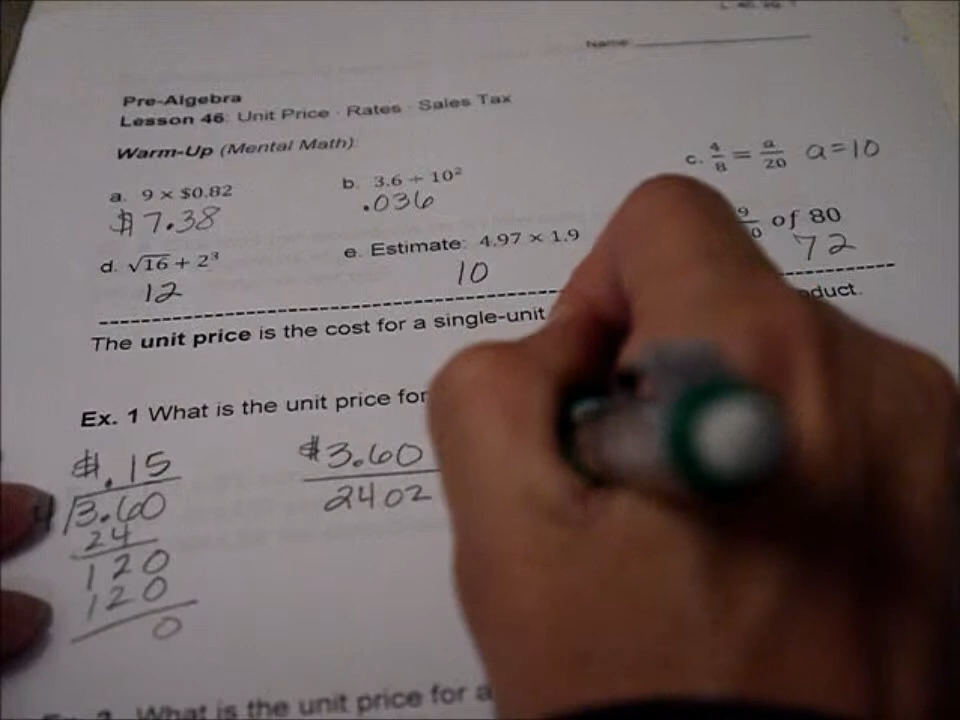 Name:
Pre-Algebra
Lesson 46: Unit Price · Rates · Sales Tax
Warm-Up (Mental Math):
a. 9 × $0.82
$7.38
b. 3.6 ÷ 10²
.036
c. 4/8 = a/20 a=10
d. √16 + 2³
12
e. Estimate: 4.97 × 1.9
10
of 80
72
The unit price is the cost for a single-unit
Ex. 1 What is the unit price for
$.15
3.60
24
120
120
0
$3.60
24oz
What is the unit price for a